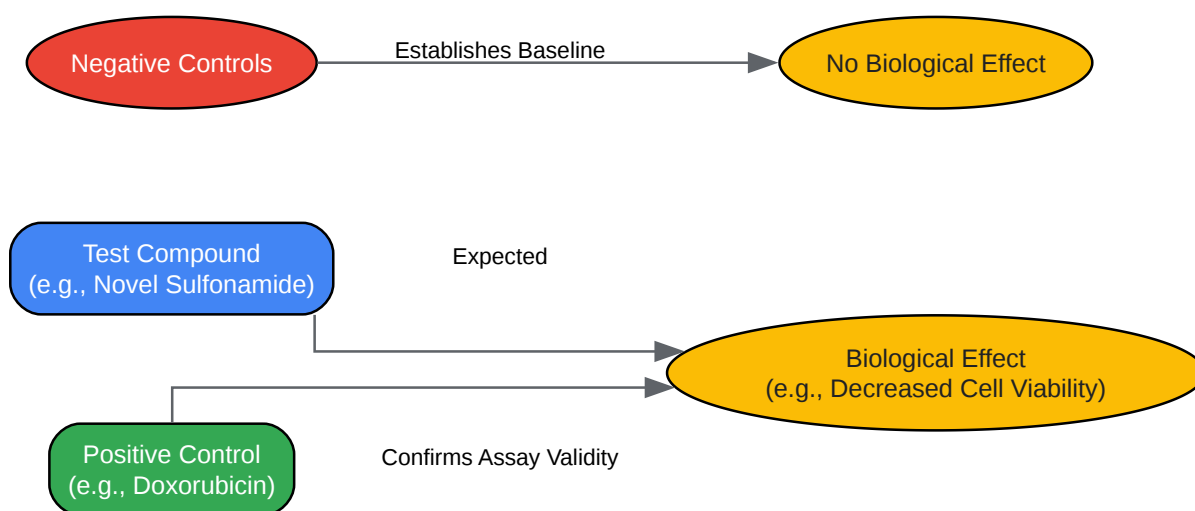 Negative Controls
Establishes Baseline
No Biological Effect
Test Compound
(e.g., Novel Sulfonamide)
Expected
Biological Effect
(e.g., Decreased Cell Viability)
Positive Control
(e.g., Doxorubicin)
Confirms Assay Validity